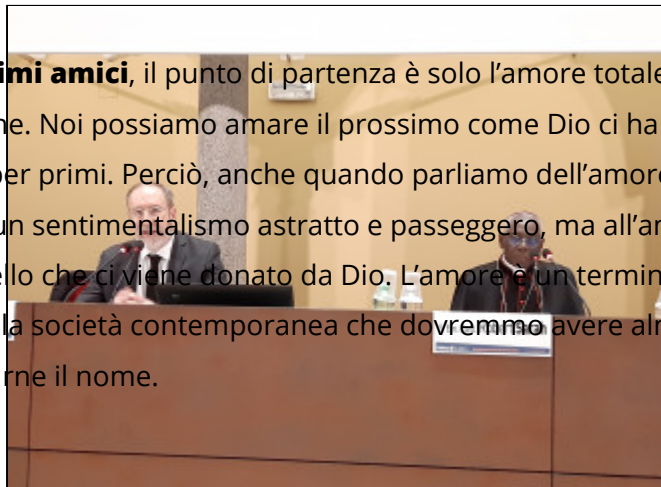 imi amici, il punto di partenza è solo l'amore totale
ne. Noi possiamo amare il prossimo come Dio ci ha
per primi. Perciò, anche quando parliamo dell'amore
un sentimentalismo astratto e passeggero, ma all'ar
ello che ci viene donato da Dio. L'amore è un termin
la società contemporanea che dovremmo avere alr
rne il nome.